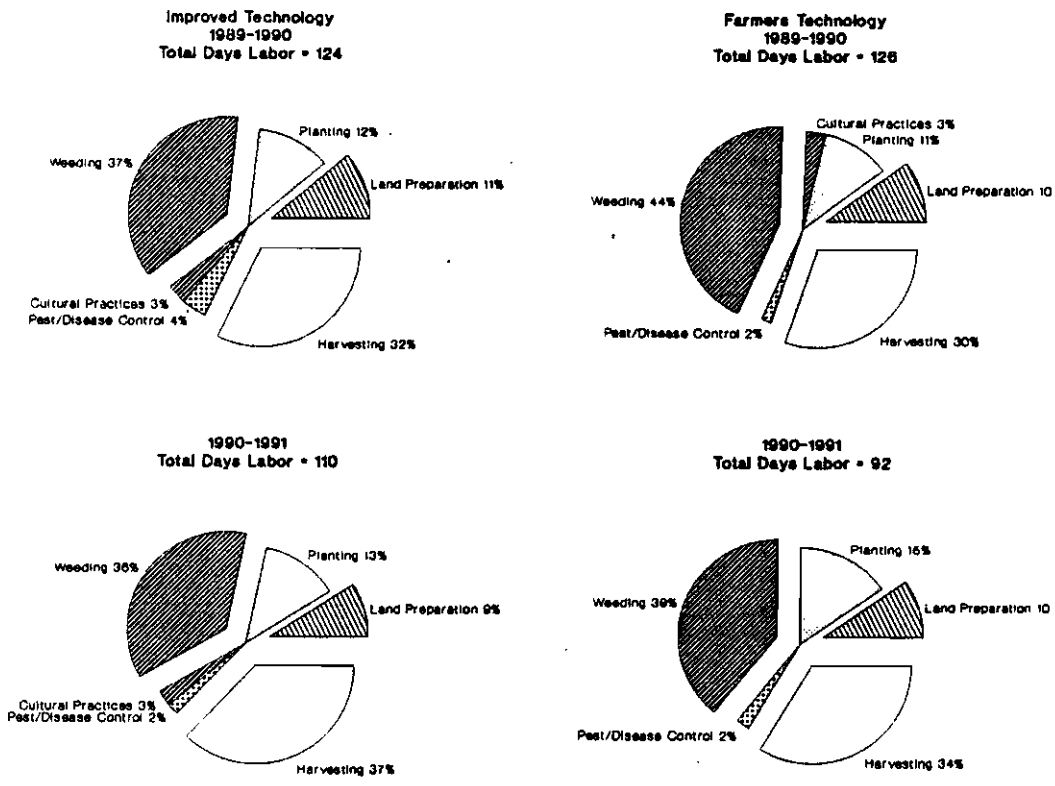 Improved Technology
1989-1990
Total Days Labor = 124
Planting 12%
Weeding 37%
Land Preparation 11%
Cultural Practices 3%
Pest/Disease Control 4%
Harvesting 32%
Farmers Technology
1989-1990
Total Days Labor = 126
Cultural Practices 3%
Planting 11%
Weeding 44%
Land Preparation 10
Pest/Disease Control 2%
Harvesting 30%
1990-1991
Total Days Labor = 110
Planting 13%
Weeding 36%
Land Preparation 9%
Cultural Practices 3%
Pest/Disease Control 2%
Harvesting 37%
1990-1991
Total Days Labor = 92
Planting 15%
Weeding 39%
Land Preparation 10
Pest/Disease Control 2%
Harvesting 34%